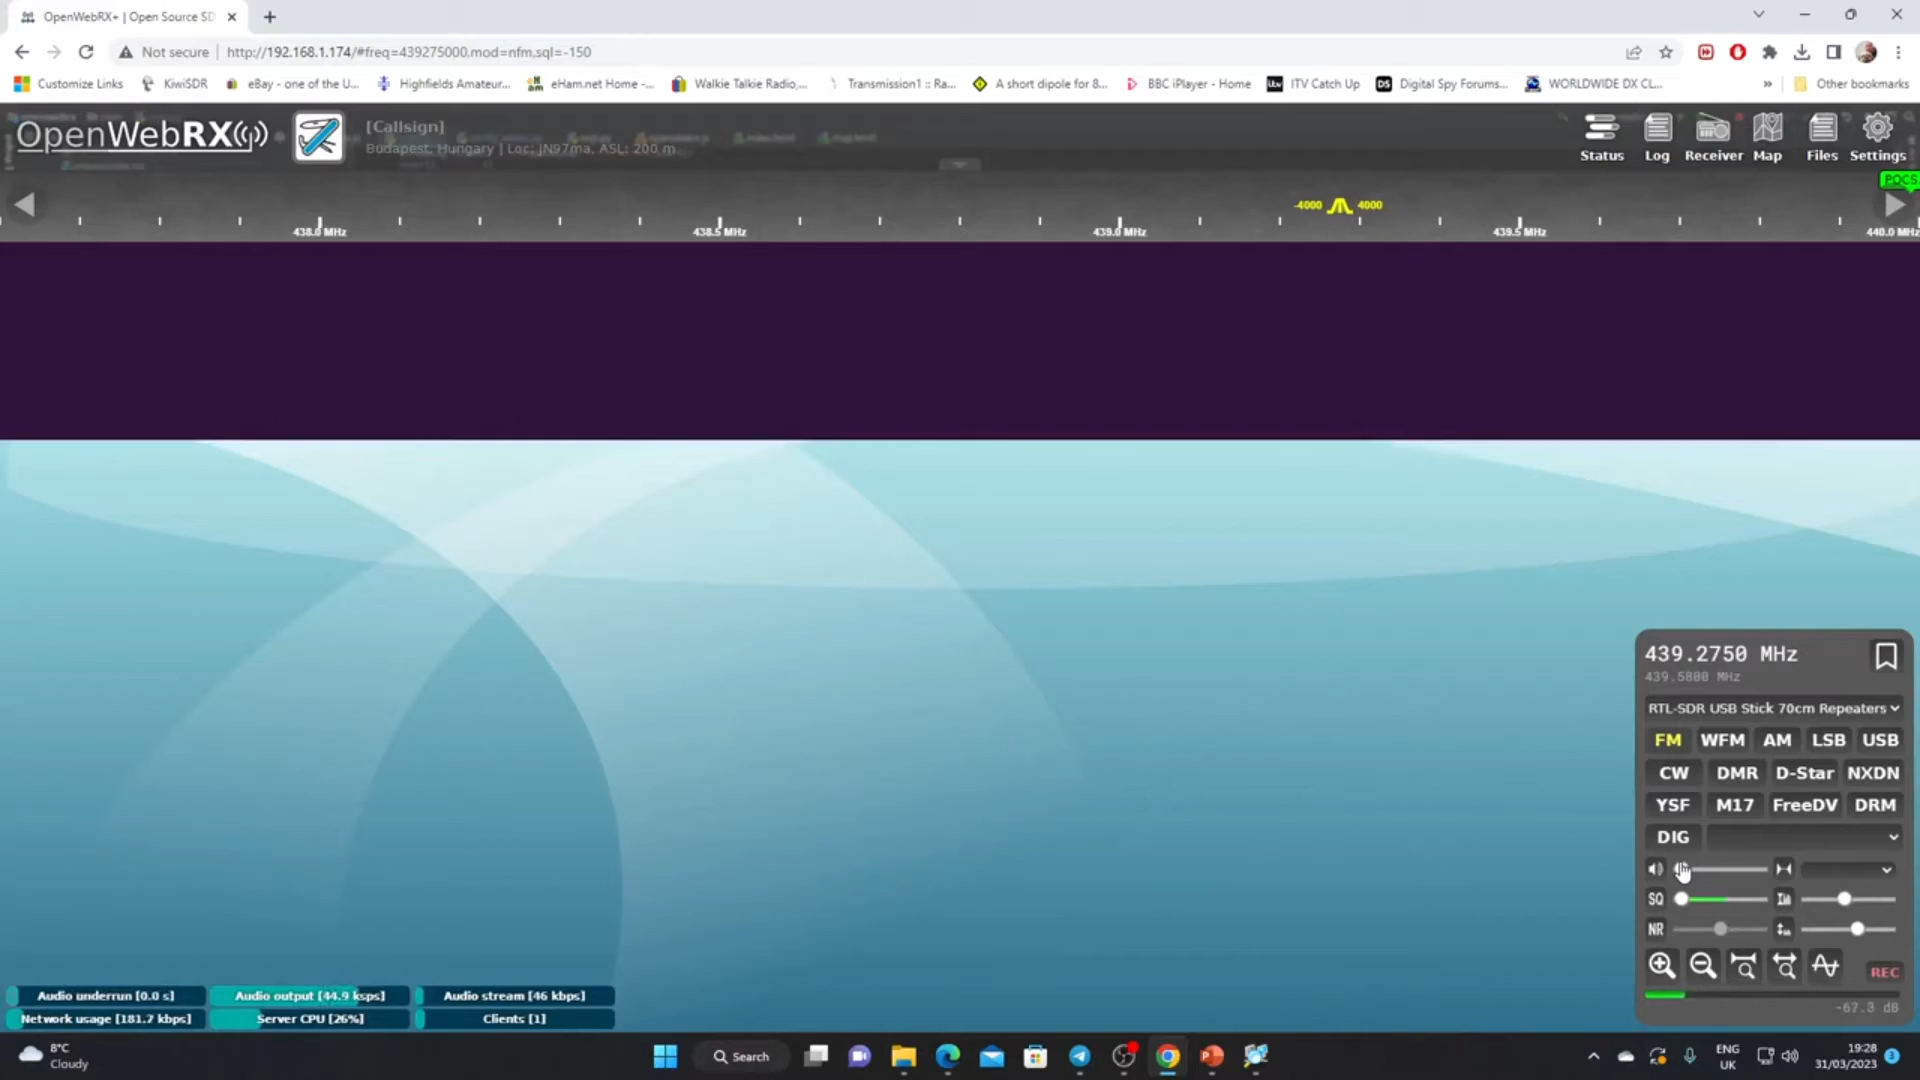 OpenWebRX+ | Open Source SD
Not secure
http://192.168.1.174/#freq=439275000,mod=nfm,sql=-150
Customize Links
KiwiSDR
eBay - one of the U...
Highfields Amateur...
eHam.net Home -...
Walkie Talkie Radio,...
Transmission1 :: Ra...
A short dipole for 8...
BBC iPlayer - Home
ITV Catch Up
Digital Spy Forums...
WORLDWIDE DX CL...
»
Other bookmarks
OpenWebRX
[Callsign]
Budapest, Hungary | Loc: JN97ma, ASL: 200 m
Status
Log
Receiver
Map
Files
Settings
POCS
-4000
4000
438.0 MHz
438.5 MHz
439.0 MHz
439.5 MHz
440.0 MHz
439.2750 MHz
439.5800 MHz
RTL-SDR USB Stick 70cm Repeaters
FM WFM AM LSB USB
CW DMR D-Star NXDN
YSF M17 FreeDV DRM
DIG
SQ
NR
REC
-67.3 dB
Audio underrun [0.0 s]
Audio output [44.9 ksps]
Audio stream [46 kbps]
Network usage [181.7 kbps]
Server CPU [26%]
Clients [1]
8°C
Cloudy
Search
ENG
UK
19:28
31/03/2023
3